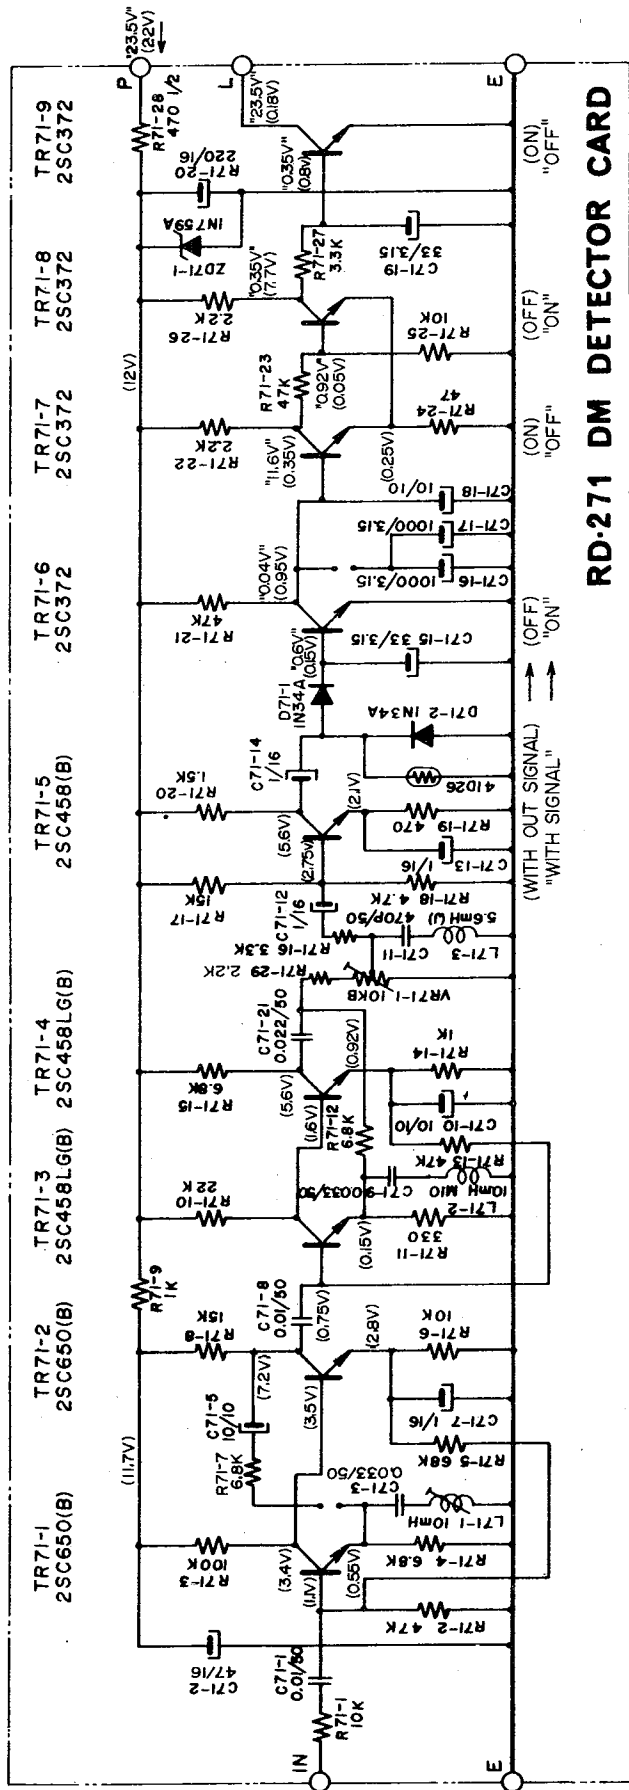 TR71-1
2SC650(B)
TR71-2
2SC650(B)
TR71-3
2SC458LG(B)
TR71-4
2SC458LG(B)
TR71-5
2SC458(B)
TR71-6
2SC372
TR71-7
2SC372
TR71-8
2SC372
TR71-9
2SC372
"23.5V"
(22V)
P
R71-28
470 1/2
L
"23.5V"
(0.18V)
E
R71-20
220/16
1N759A
ZD71-1
(12V)
R71-9
1K
(11.7V)
C71-2
47/16
R71-3
100K
R71-8
15K
R71-10
22K
R71-15
6.8K
R71-17
15K
R71-20
1.5K
R71-21
47K
R71-22
2.2K
R71-26
2.2K
C71-5
10/10
R71-7
6.8K
(7.2V)
C71-8
0.01/50
C71-21
0.022/50
R71-29 2.2K
R71-16 3.3K
C71-12
1/16
C71-14
1/16
D71-1
1N34A
"0.6V"
(0.15V)
"0.04V"
(0.95V)
"11.6V"
(0.35V)
R71-23
47K
"0.92V"
(0.05V)
"0.35V"
(7.7V)
R71-27
3.3K
"0.35V"
(0.8V)
IN
R71-1
10K
C71-1
0.01/50
(1.1V)
(3.4V)
(0.55V)
(3.5V)
(2.8V)
(0.75V)
(0.15V)
(1.6V)
(5.6V)
(0.92V)
R71-12
6.8K
(2.75V)
(5.6V)
(2.1V)
(0.25V)
R71-2
47K
R71-4 6.8K
L71-1 10mH
C71-3
0.033/50
R71-5 68K
C71-7 1/16
R71-6
10K
R71-11
330
L71-2
10mH M10
C71-9 0.033/50
R71-13
47K
C71-10
10/10
R71-14
1K
VR71-1 10KB
L71-3
5.6mH (J)
C71-11
470P/50
R71-18
4.7K
C71-13
1/16
R71-19
470
41D26
D71-2 1N34A
C71-15 33/3.15
C71-16
1000/3.15
C71-17
1000/3.15
C71-18
10/10
R71-24
47
R71-25
10K
C71-19
33/3.15
E
E
(WITH OUT SIGNAL)
"WITH SIGNAL"
(OFF)
"ON"
(ON)
"OFF"
(OFF)
"ON"
(ON)
"OFF"
RD-271 DM DETECTOR CARD